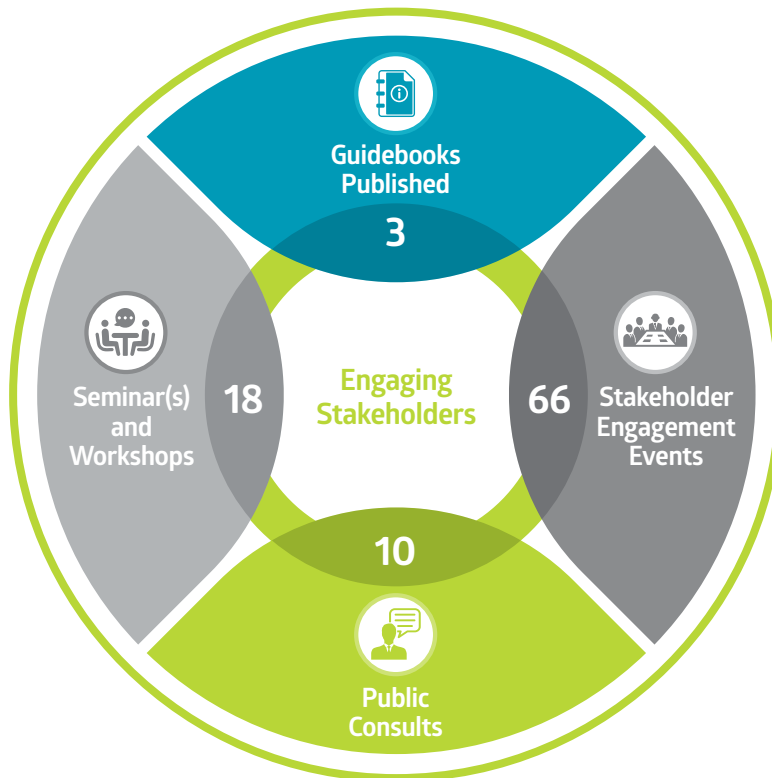 Guidebooks
Published
3
Seminar(s)
and
Workshops
18
Engaging
Stakeholders
66
Stakeholder
Engagement
Events
10
Public
Consults